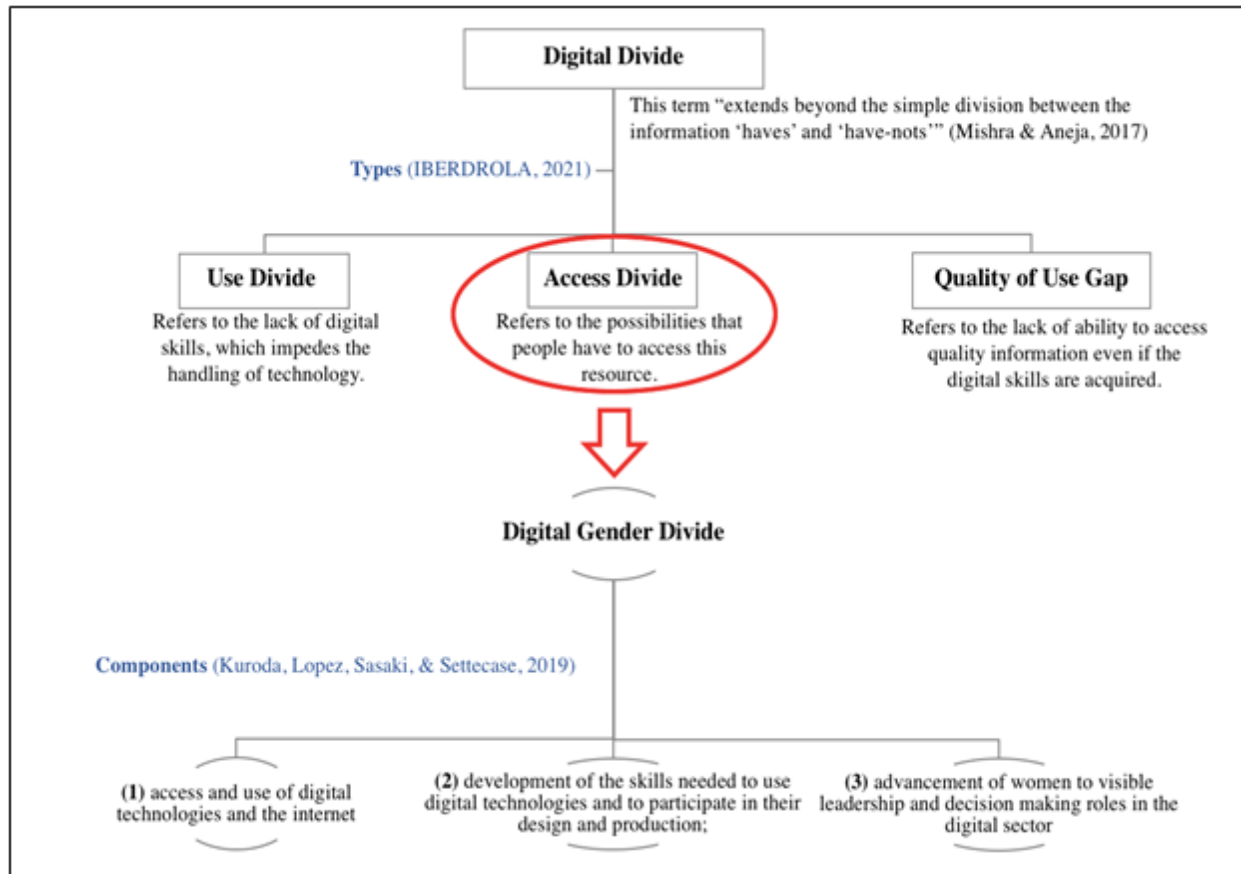 Digital Divide
This term “extends beyond the simple division between the
information ‘haves’ and ‘have-nots’” (Mishra & Aneja, 2017)
Types (IBERDROLA, 2021)
Use Divide
Refers to the lack of digital
skills, which impedes the
handling of technology.
Access Divide
Refers to the possibilities that
people have to access this
resource.
Quality of Use Gap
Refers to the lack of ability to access
quality information even if the
digital skills are acquired.
Digital Gender Divide
Components (Kuroda, Lopez, Sasaki, & Settecase, 2019)
(1) access and use of digital
technologies and the internet
(2) development of the skills needed to use
digital technologies and to participate in their
design and production;
(3) advancement of women to visible
leadership and decision making roles in the
digital sector